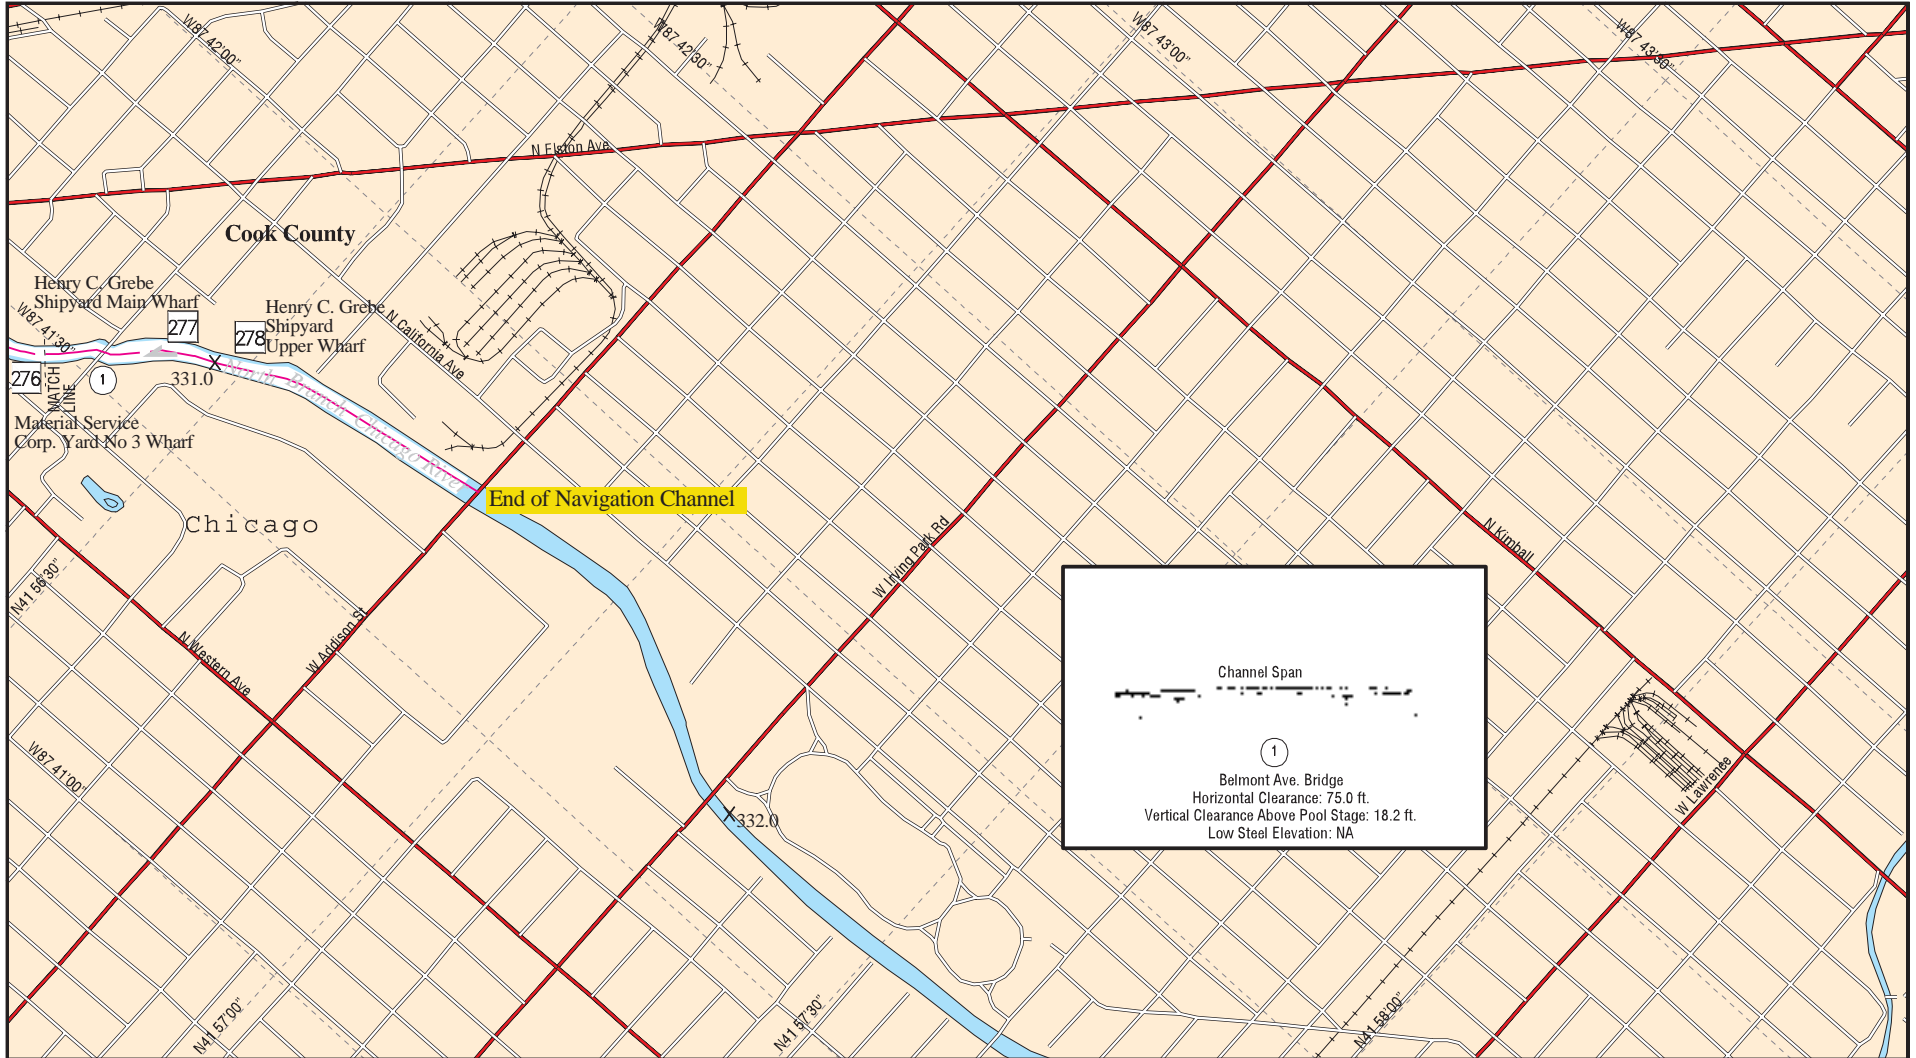 W87 42'00"
W87 42'30"
W87 43'00"
W87 43'30"
N Elston Ave
Cook County
Henry C. Grebe
Shipyard Main Wharf
277
278
Henry C. Grebe
Shipyard
Upper Wharf
N California Ave
W87 41'30"
276
MATCH
LINE
1
331.0
North Branch Chicago River
Material Service
Corp. Yard No 3 Wharf
End of Navigation Channel
Chicago
N41 56'30"
N Western Ave
W Addison St
W Irving Park Rd
N Kimball
W Lawrenee
W87 41'00"
332.0
Channel Span
1
Belmont Ave. Bridge
Horizontal Clearance: 75.0 ft.
Vertical Clearance Above Pool Stage: 18.2 ft.
Low Steel Elevation: NA
N41 57'00"
N41 57'30"
N41 58'00"